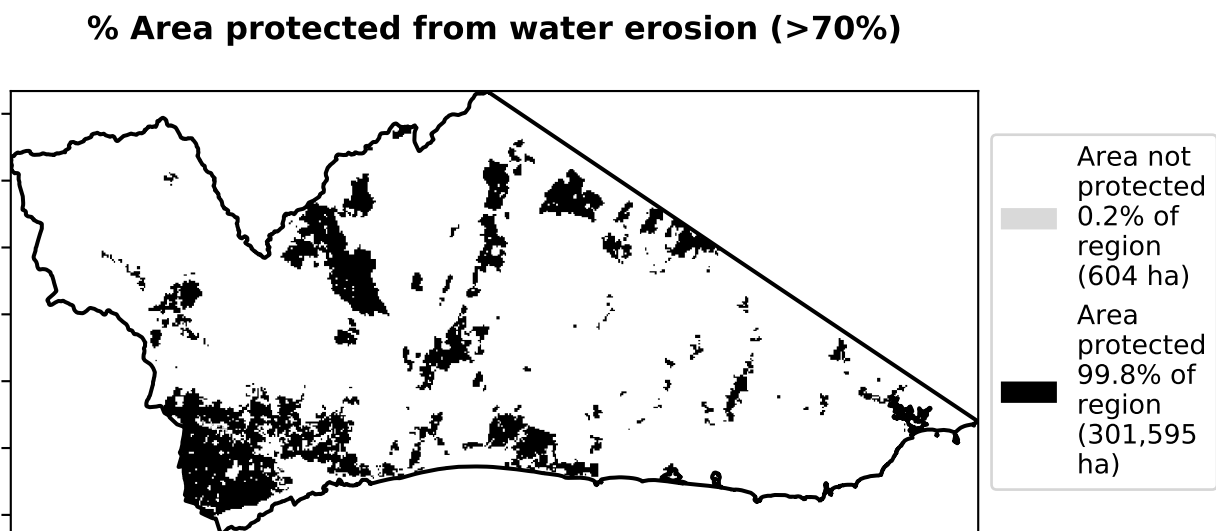 % Area protected from water erosion (>70%)
Area not
protected
0.2% of
region
(604 ha)
Area
protected
99.8% of
region
(301,595
ha)